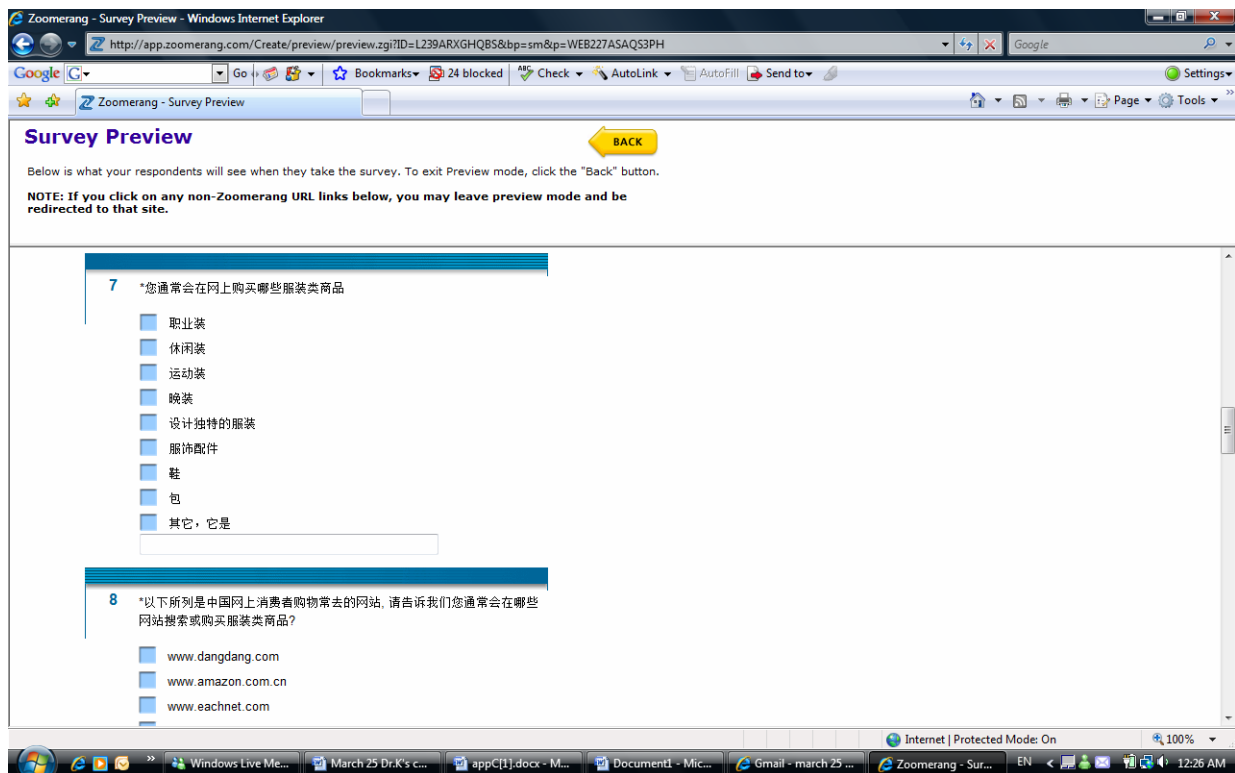 Zoomerang - Survey Preview - Windows Internet Explorer
http://app.zoomerang.com/Create/preview/preview.zgi?ID=L239ARXGHQBS&bp=sm&p=WEB227ASAQS3PH
Google
Google G Go Bookmarks 24 blocked Check AutoLink AutoFill Send to Settings
Zoomerang - Survey Preview
Page Tools
Survey Preview
BACK
Below is what your respondents will see when they take the survey. To exit Preview mode, click the "Back" button.
NOTE: If you click on any non-Zoomerang URL links below, you may leave preview mode and be
redirected to that site.
7 *您通常会在网上购买哪些服装类商品
职业装
休闲装
运动装
晚装
设计独特的服装
服饰配件
鞋
包
其它，它是
8 *以下所列是中国网上消费者购物常去的网站, 请告诉我们您通常会在哪些
网站搜索或购买服装类商品?
www.dangdang.com
www.amazon.com.cn
www.eachnet.com
Internet | Protected Mode: On 100%
Windows Live Me... March 25 Dr.K's c... appC[1].docx - M... Document1 - Mic... Gmail - march 25 ... Zoomerang - Sur... EN 12:26 AM